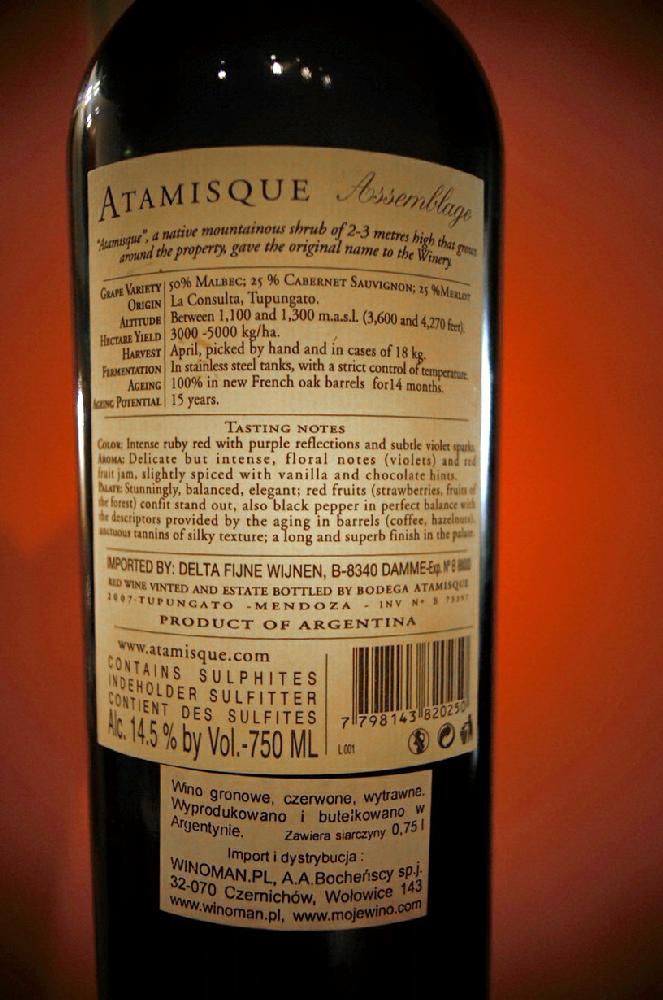 ATAMISQUE Assemblage
"Atamisque", a native mountainous shrub of 2-3 metres high that grows
around the property, gave the original name to the Winery.
GRAPE VARIETY 50% MALBEC; 25 % CABERNET SAUVIGNON; 25 % MERLOT
ORIGIN La Consulta, Tupungato.
ALTITUDE Between 1,100 and 1,300 m.a.s.l. (3,600 and 4,270 feet).
HECTARE YIELD 3000 -5000 kg/ha.
HARVEST April, picked by hand and in cases of 18 kg.
FERMENTATION In stainless steel tanks, with a strict control of temperature.
AGEING 100% in new French oak barrels for14 months.
AGEING POTENTIAL 15 years.
TASTING NOTES
COLOR: Intense ruby red with purple reflections and subtle violet sparks.
AROMA: Delicate but intense, floral notes (violets) and red
fruit jam, slightly spiced with vanilla and chocolate hints.
PALATE: Stunningly, balanced, elegant; red fruits (strawberries, fruits of
the forest) confit stand out, also black pepper in perfect balance with
the descriptors provided by the aging in barrels (coffee, hazelnuts),
unctuous tannins of silky texture; a long and superb finish in the palate.
IMPORTED BY: DELTA FIJNE WIJNEN, B-8340 DAMME-Exp. Nº B
RED WINE VINTED AND ESTATE BOTTLED BY BODEGA ATAMISQUE
2007-TUPUNGATO - MENDOZA - INV Nº B
PRODUCT OF ARGENTINA
www.atamisque.com
CONTAINS SULPHITES
INDEHOLDER SULFITTER
CONTIENT DES SULFITES
Alc. 14.5 % by Vol.-750 ML
L 001
7 798143 820250
Wino gronowe, czerwone, wytrawne.
Wyprodukowano i butelkowano w
Argentynie. Zawiera siarczyny 0,75 l
Import i dystrybucja :
WINOMAN.PL, A.A.Bocheńscy sp.j.
32-070 Czernichów, Wołowice 143
www.winoman.pl, www.mojewino.com